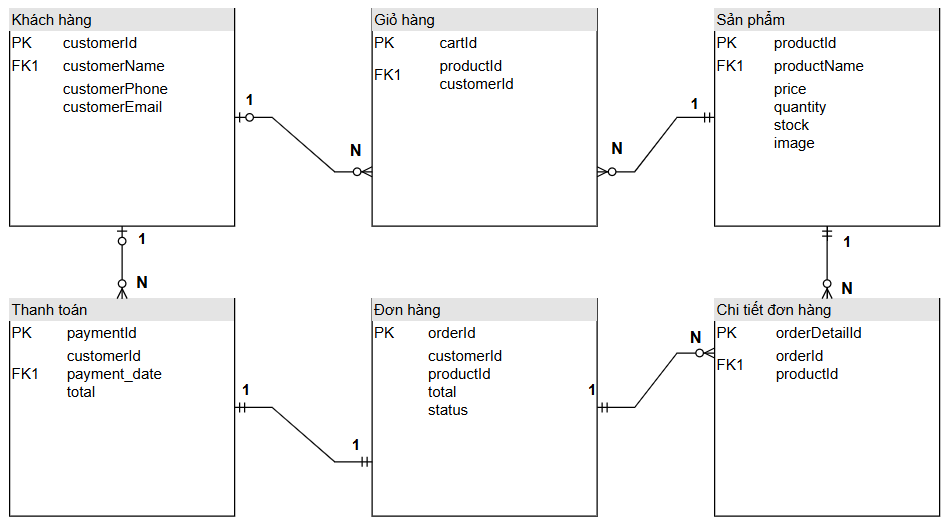 Khách hàng
PK customerId
FK1 customerName
customerPhone
customerEmail
Giỏ hàng
PK cartId
FK1 productId
customerId
Sản phẩm
PK productId
FK1 productName
price
quantity
stock
image
1
N
N
1
1
N
1
N
Thanh toán
PK paymentId
customerId
FK1 payment_date
total
Đơn hàng
PK orderId
customerId
productId
total
status
Chi tiết đơn hàng
PK orderDetailId
FK1 orderId
productId
1
1
1
N